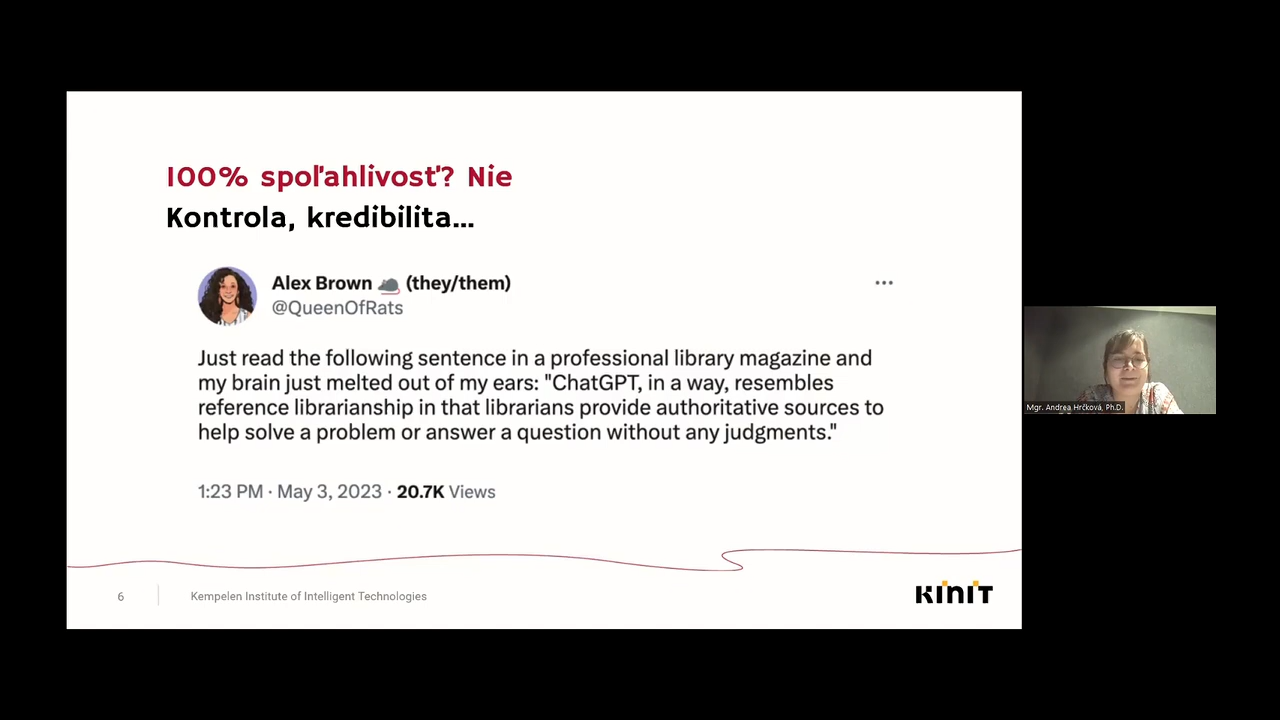 100% spoľahlivosť? Nie
Kontrola, kredibilita...
Alex Brown 🐀 (they/them)
@QueenOfRats
Just read the following sentence in a professional library magazine and
my brain just melted out of my ears: "ChatGPT, in a way, resembles
reference librarianship in that librarians provide authoritative sources to
help solve a problem or answer a question without any judgments."
1:23 PM · May 3, 2023 · 20.7K Views
6
Kempelen Institute of Intelligent Technologies
KINIT
Mgr. Andrea Hrčková, Ph.D.